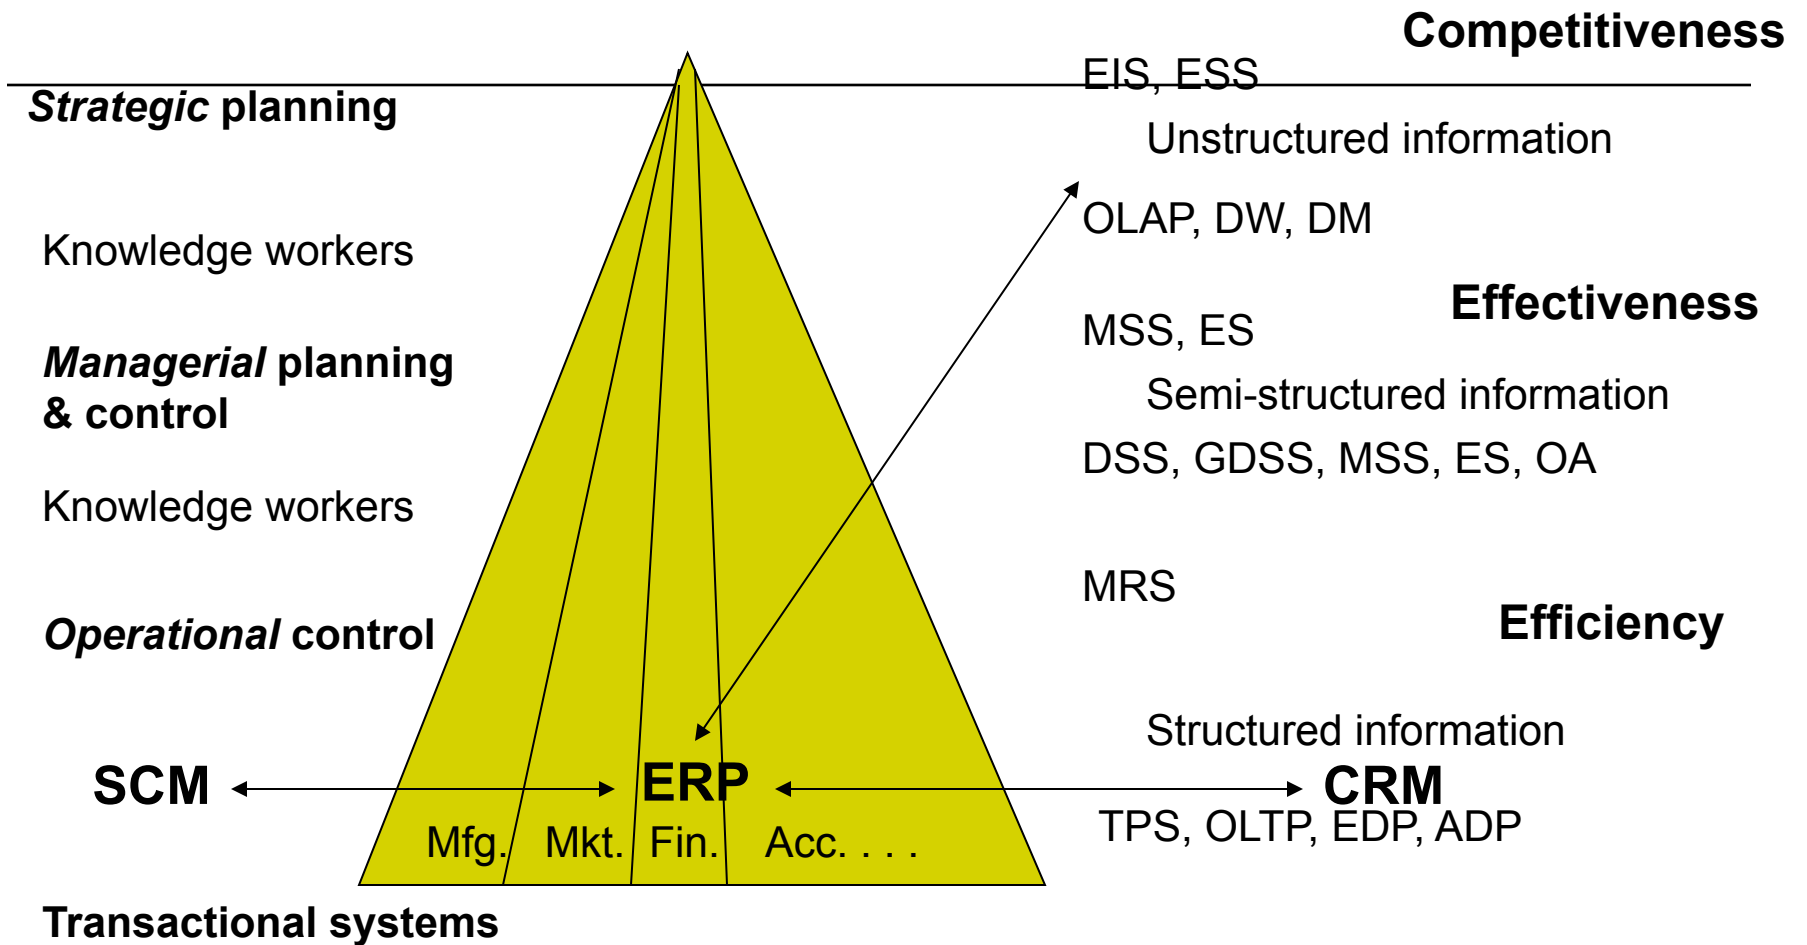 Competitiveness
EIS, ESS
Strategic planning
Unstructured information
OLAP, DW, DM
Knowledge workers
Effectiveness
MSS, ES
Managerial planning
& control
Semi-structured information
DSS, GDSS, MSS, ES, OA
Knowledge workers
MRS
Efficiency
Operational control
Structured information
SCM ERP CRM
TPS, OLTP, EDP, ADP
Mfg. Mkt. Fin. Acc. . . .
Transactional systems